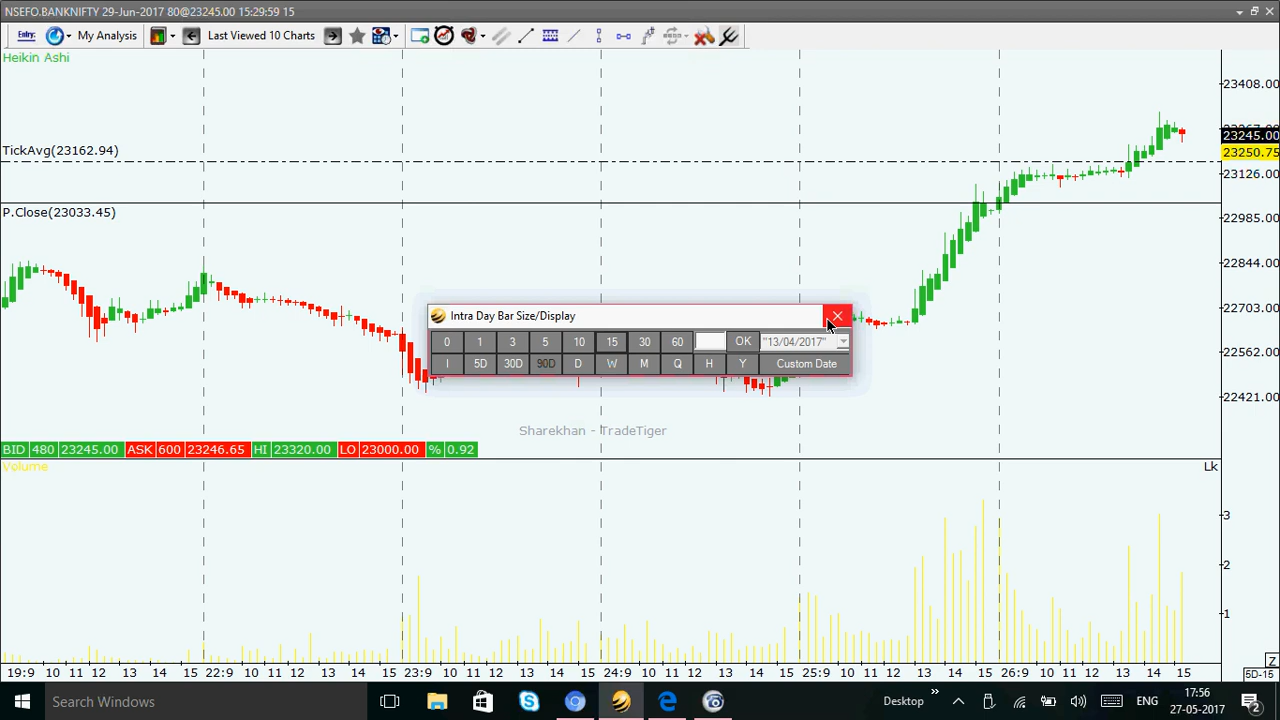 NSEFO.BANKNIFTY 29-Jun-2017 80@23245.00 15:29:59 15
Entry: My Analysis Last Viewed 10 Charts
Heikin Ashi
23408.00
23245.00
TickAvg(23162.94)
23250.75
23126.00
P.Close(23033.45)
22985.00
22844.00
22703.00
22562.00
22421.00
Intra Day Bar Size/Display
0 1 3 5 10 15 30 60 OK "13/04/2017"
I 5D 30D 90D D W M Q H Y Custom Date
Sharekhan - TradeTiger
BID 480 23245.00 ASK 600 23246.65 HI 23320.00 LO 23000.00 % 0.92
Volume Lk
3
2
1
Z
19:9 10 11 12 13 14 15 22:9 10 11 12 13 14 15 23:9 10 11 12 13 14 15 24:9 10 11 12 13 14 15 25:9 10 11 12 13 14 15 26:9 10 11 12 13 14 15 5D-15
Search Windows Desktop » ENG 17:56
27-05-2017 2